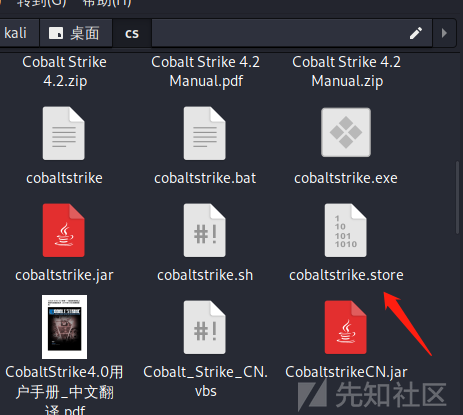 转到(G) 帮助(H)
kali 桌面 cs
Cobalt Strike 4.2.zip
Cobalt Strike 4.2 Manual.pdf
Cobalt Strike 4.2 Manual.zip
cobaltstrike
cobaltstrike.bat
cobaltstrike.exe
cobaltstrike.jar
cobaltstrike.sh
cobaltstrike.store
CobaltStrike4.0用
户手册_中文翻
译.pdf
Cobalt_Strike_CN.
vbs
CobaltstrikeCN.jar
先知社区